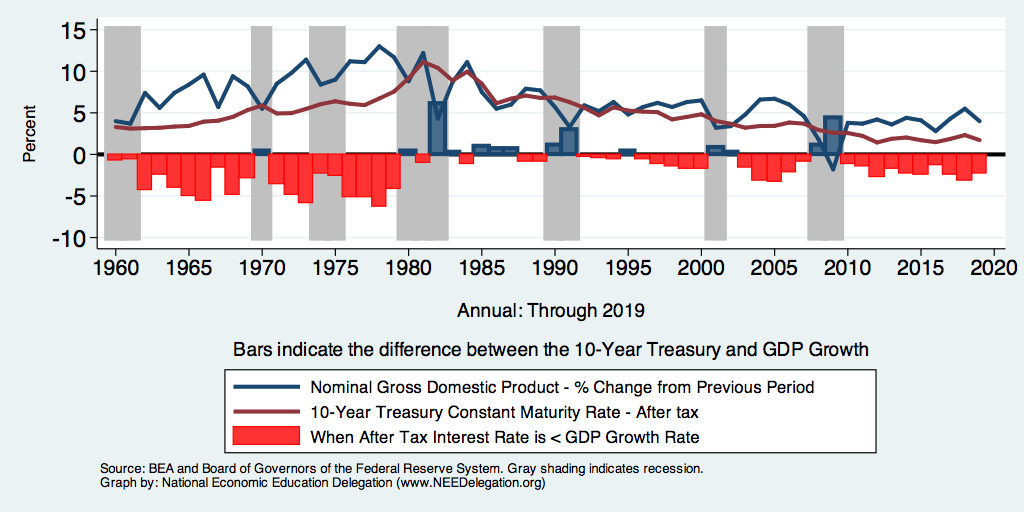 Percent
15
10
5
0
-5
-10
1960 1965 1970 1975 1980 1985 1990 1995 2000 2005 2010 2015 2020
Annual: Through 2019
Bars indicate the difference between the 10-Year Treasury and GDP Growth
Nominal Gross Domestic Product - % Change from Previous Period
10-Year Treasury Constant Maturity Rate - After tax
When After Tax Interest Rate is < GDP Growth Rate
Source: BEA and Board of Governors of the Federal Reserve System. Gray shading indicates recession.
Graph by: National Economic Education Delegation (www.NEEDelegation.org)